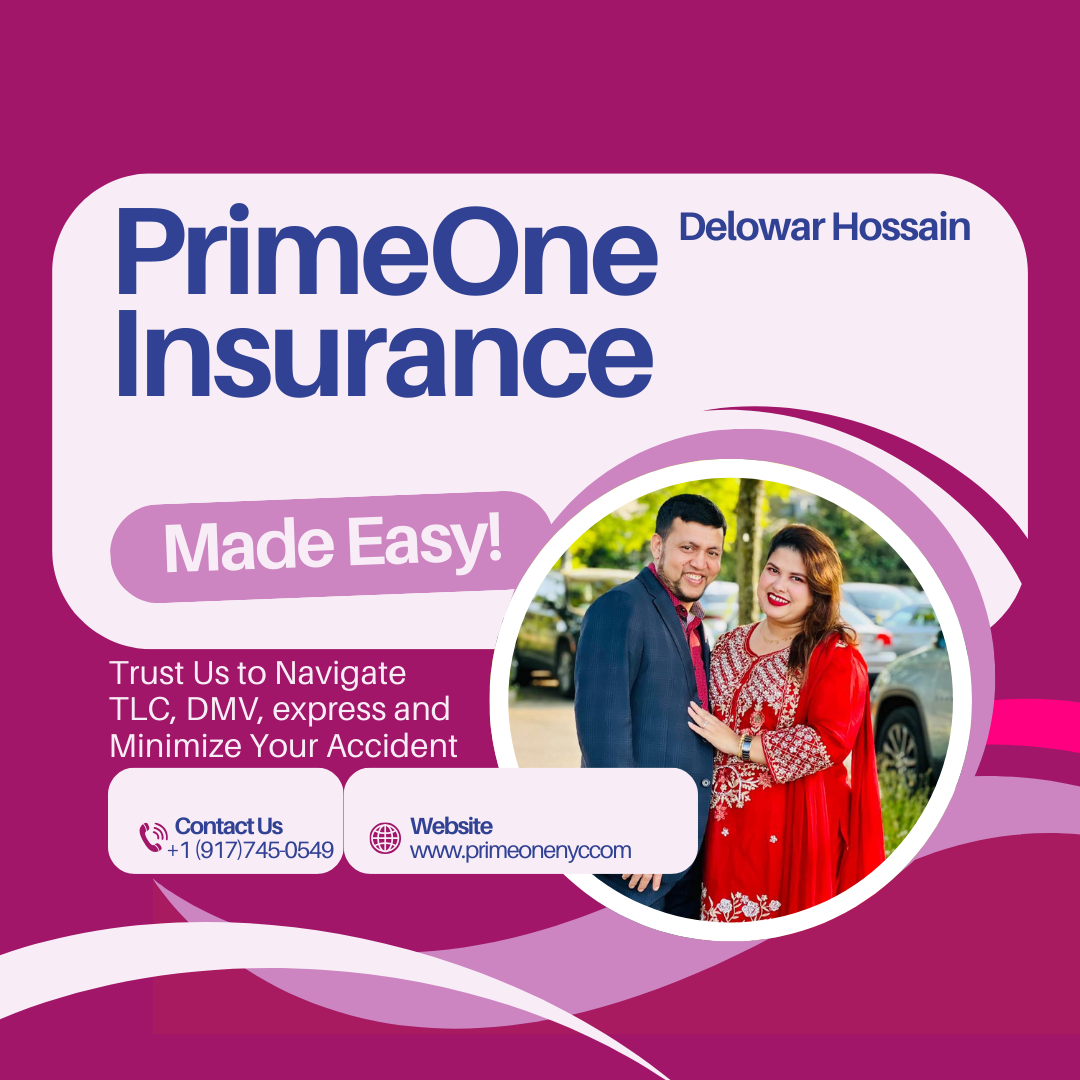 PrimeOne
Insurance
Delowar Hossain
Made Easy!
Trust Us to Navigate
TLC, DMV, express and
Minimize Your Accident
Contact Us
+1 (917)745-0549
Website
www.primeonenyccom